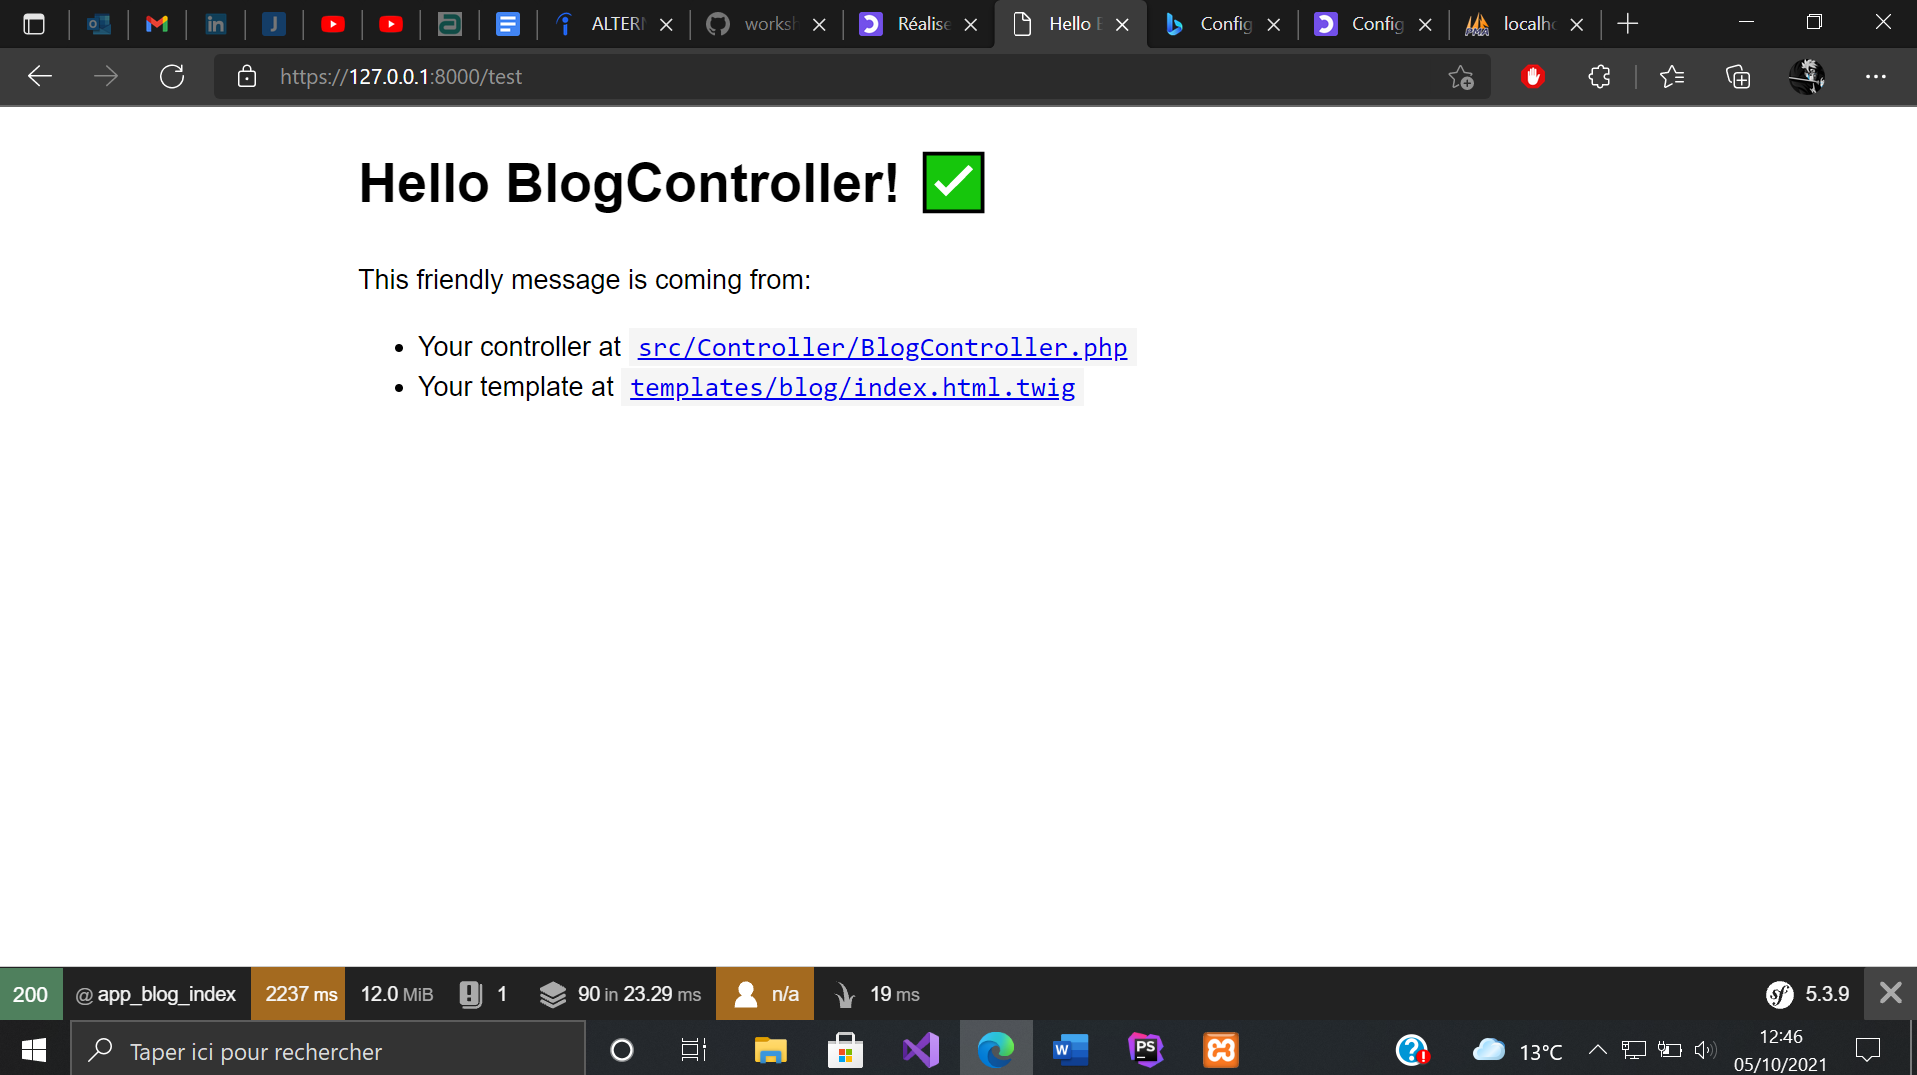 ALTERN
worksh
Réalise
Hello B
Config
Config
localho
https://127.0.0.1:8000/test
Hello BlogController! ✅
This friendly message is coming from:
• Your controller at src/Controller/BlogController.php
• Your template at templates/blog/index.html.twig
200 @ app_blog_index 2237 ms 12.0 MiB 1 90 in 23.29 ms n/a 19 ms sf 5.3.9
Taper ici pour rechercher
13°C
12:46
05/10/2021